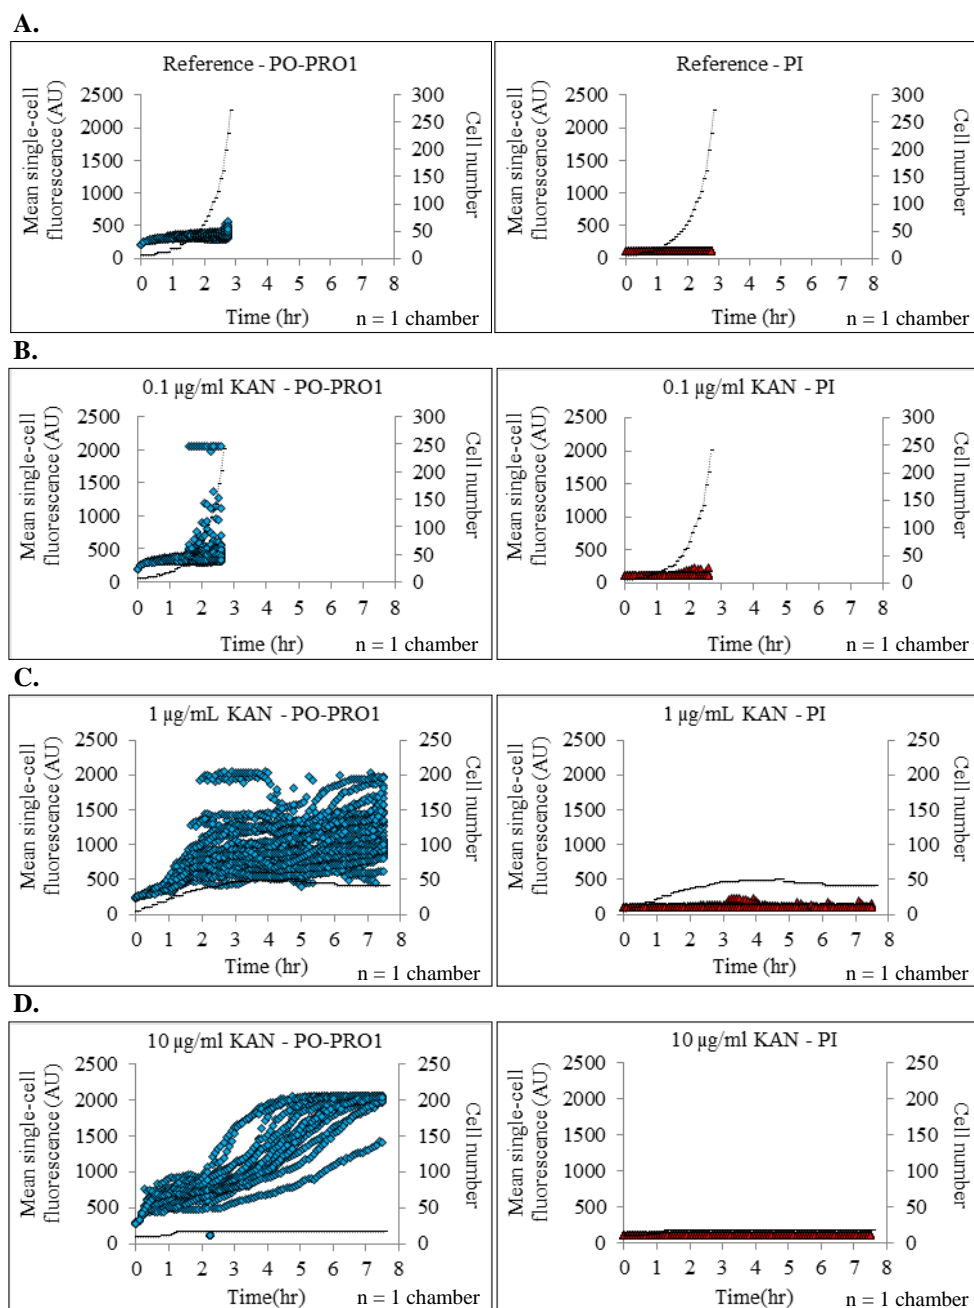 A.
Reference - PO-PRO1
Mean single-cell fluorescence (AU)
2500 2000 1500 1000 500 0
300 250 200 150 100 50 0
Cell number
0 1 2 3 4 5 6 7 8
Time (hr)
n = 1 chamber
Reference - PI
Mean single-cell fluorescence (AU)
2500 2000 1500 1000 500 0
300 250 200 150 100 50 0
Cell number
0 1 2 3 4 5 6 7 8
Time (hr)
n = 1 chamber
B.
0.1 µg/ml KAN - PO-PRO1
Mean single-cell fluorescence (AU)
2500 2000 1500 1000 500 0
300 250 200 150 100 50 0
Cell number
0 1 2 3 4 5 6 7 8
Time (hr)
n = 1 chamber
0.1 µg/ml KAN - PI
Mean single-cell fluorescence (AU)
2500 2000 1500 1000 500 0
300 250 200 150 100 50 0
Cell number
0 1 2 3 4 5 6 7 8
Time (hr)
n = 1 chamber
C.
1 µg/mL KAN - PO-PRO1
Mean single-cell fluorescence (AU)
2500 2000 1500 1000 500 0
250 200 150 100 50 0
Cell number
0 1 2 3 4 5 6 7 8
Time (hr)
n = 1 chamber
1 µg/mL KAN - PI
Mean single-cell fluorescence (AU)
2500 2000 1500 1000 500 0
250 200 150 100 50 0
Cell number
0 1 2 3 4 5 6 7 8
Time (hr)
n = 1 chamber
D.
10 µg/ml KAN - PO-PRO1
Mean single-cell fluorescence (AU)
2500 2000 1500 1000 500 0
250 200 150 100 50 0
Cell number
0 1 2 3 4 5 6 7 8
Time(hr)
n = 1 chamber
10 µg/ml KAN - PI
Mean single-cell fluorescence (AU)
2500 2000 1500 1000 500 0
250 200 150 100 50 0
Cell number
0 1 2 3 4 5 6 7 8
Time(hr)
n = 1 chamber